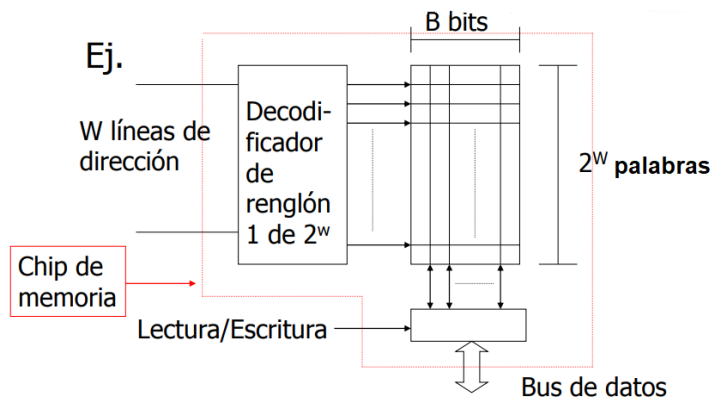 B bits
Ej.
W líneas de
dirección
Decodi-
ficador
de
renglón
1 de 2ʷ
2ᵂ palabras
Chip de
memoria
Lectura/Escritura
Bus de datos